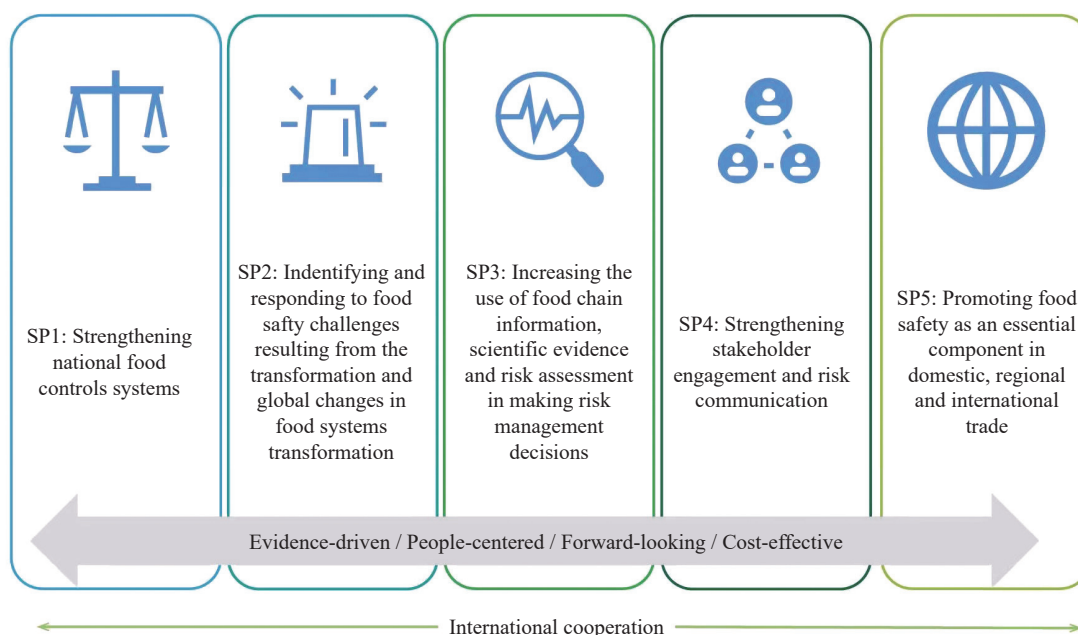 SP1: Strengthening
national food
controls systems
SP2: Indentifying and
responding to food
safty challenges
resulting from the
transformation and
global changes in
food systems
transformation
SP3: Increasing the
use of food chain
information,
scientific evidence
and risk assessment
in making risk
management
decisions
SP4: Strengthening
stakeholder
engagement and risk
communication
SP5: Promoting food
safety as an essential
component in
domestic, regional
and international
trade
Evidence-driven / People-centered / Forward-looking / Cost-effective
International cooperation